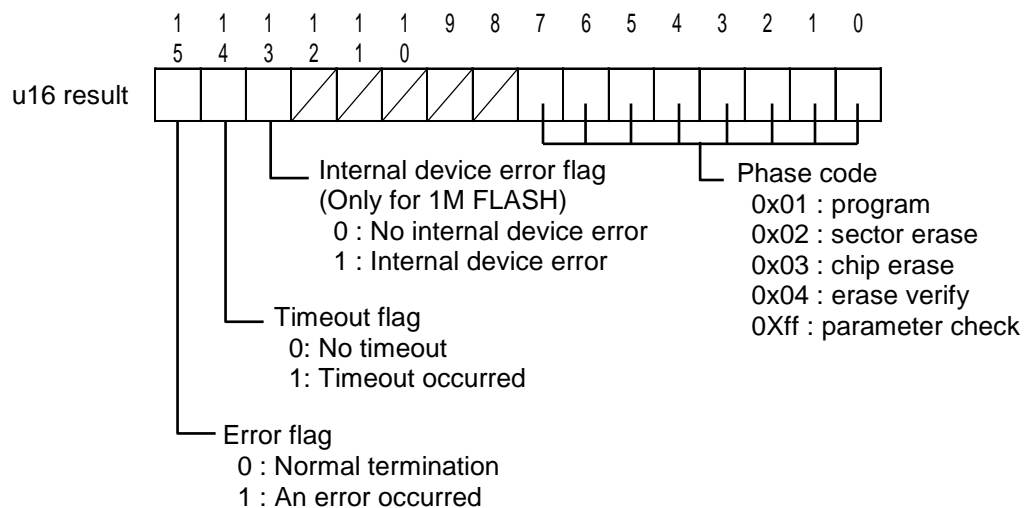 1 1 1 1 1 1 9 8 7 6 5 4 3 2 1 0
5 4 3 2 1 0
u16 result
Internal device error flag
(Only for 1M FLASH)
0 : No internal device error
1 : Internal device error
Phase code
0x01 : program
0x02 : sector erase
0x03 : chip erase
0x04 : erase verify
0Xff : parameter check
Timeout flag
0: No timeout
1: Timeout occurred
Error flag
0 : Normal termination
1 : An error occurred